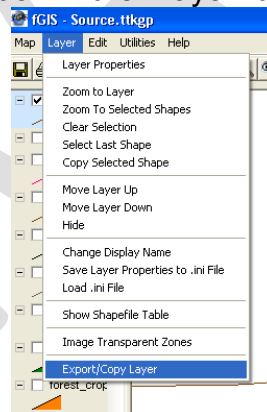 fGIS - Source.ttkgp
Map Layer Edit Utilities Help
Layer Properties
Zoom to Layer
Zoom To Selected Shapes
Clear Selection
Select Last Shape
Copy Selected Shape
Move Layer Up
Move Layer Down
Hide
Change Display Name
Save Layer Properties to .ini File
Load .ini File
Show Shapefile Table
Image Transparent Zones
Export/Copy Layer
forest_crop